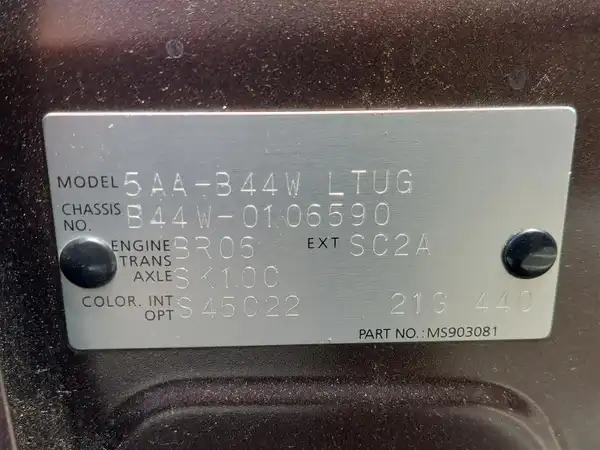 MODEL 5AA-B44W LTUG
CHASSIS NO. B44W-0106590
ENGINE BR06 EXT SC2A
TRANS AXLE SK10C
COLOR. INT OPT S45022 21G 440
PART NO.: MS903081